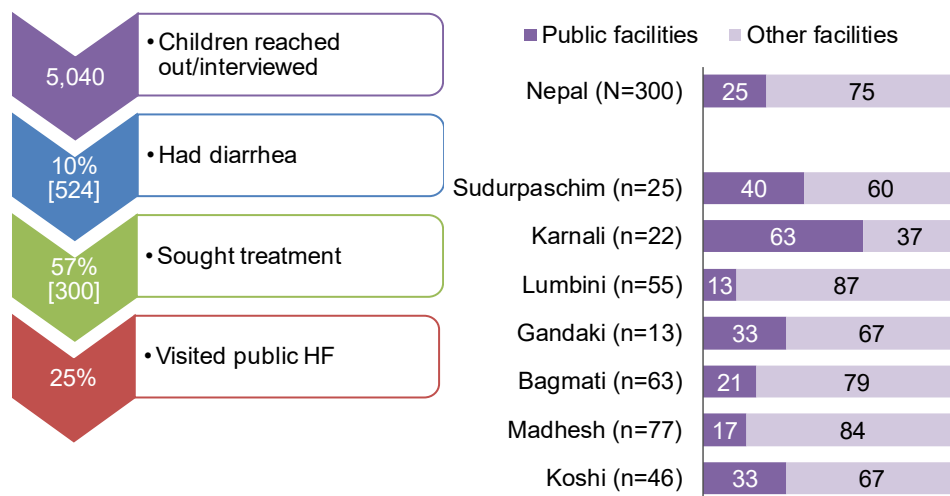 5,040
• Children reached
out/interviewed
10%
[524]
• Had diarrhea
57%
[300]
• Sought treatment
25%
• Visited public HF
Public facilities Other facilities
Nepal (N=300) 25 75
Sudurpaschim (n=25) 40 60
Karnali (n=22) 63 37
Lumbini (n=55) 13 87
Gandaki (n=13) 33 67
Bagmati (n=63) 21 79
Madhesh (n=77) 17 84
Koshi (n=46) 33 67